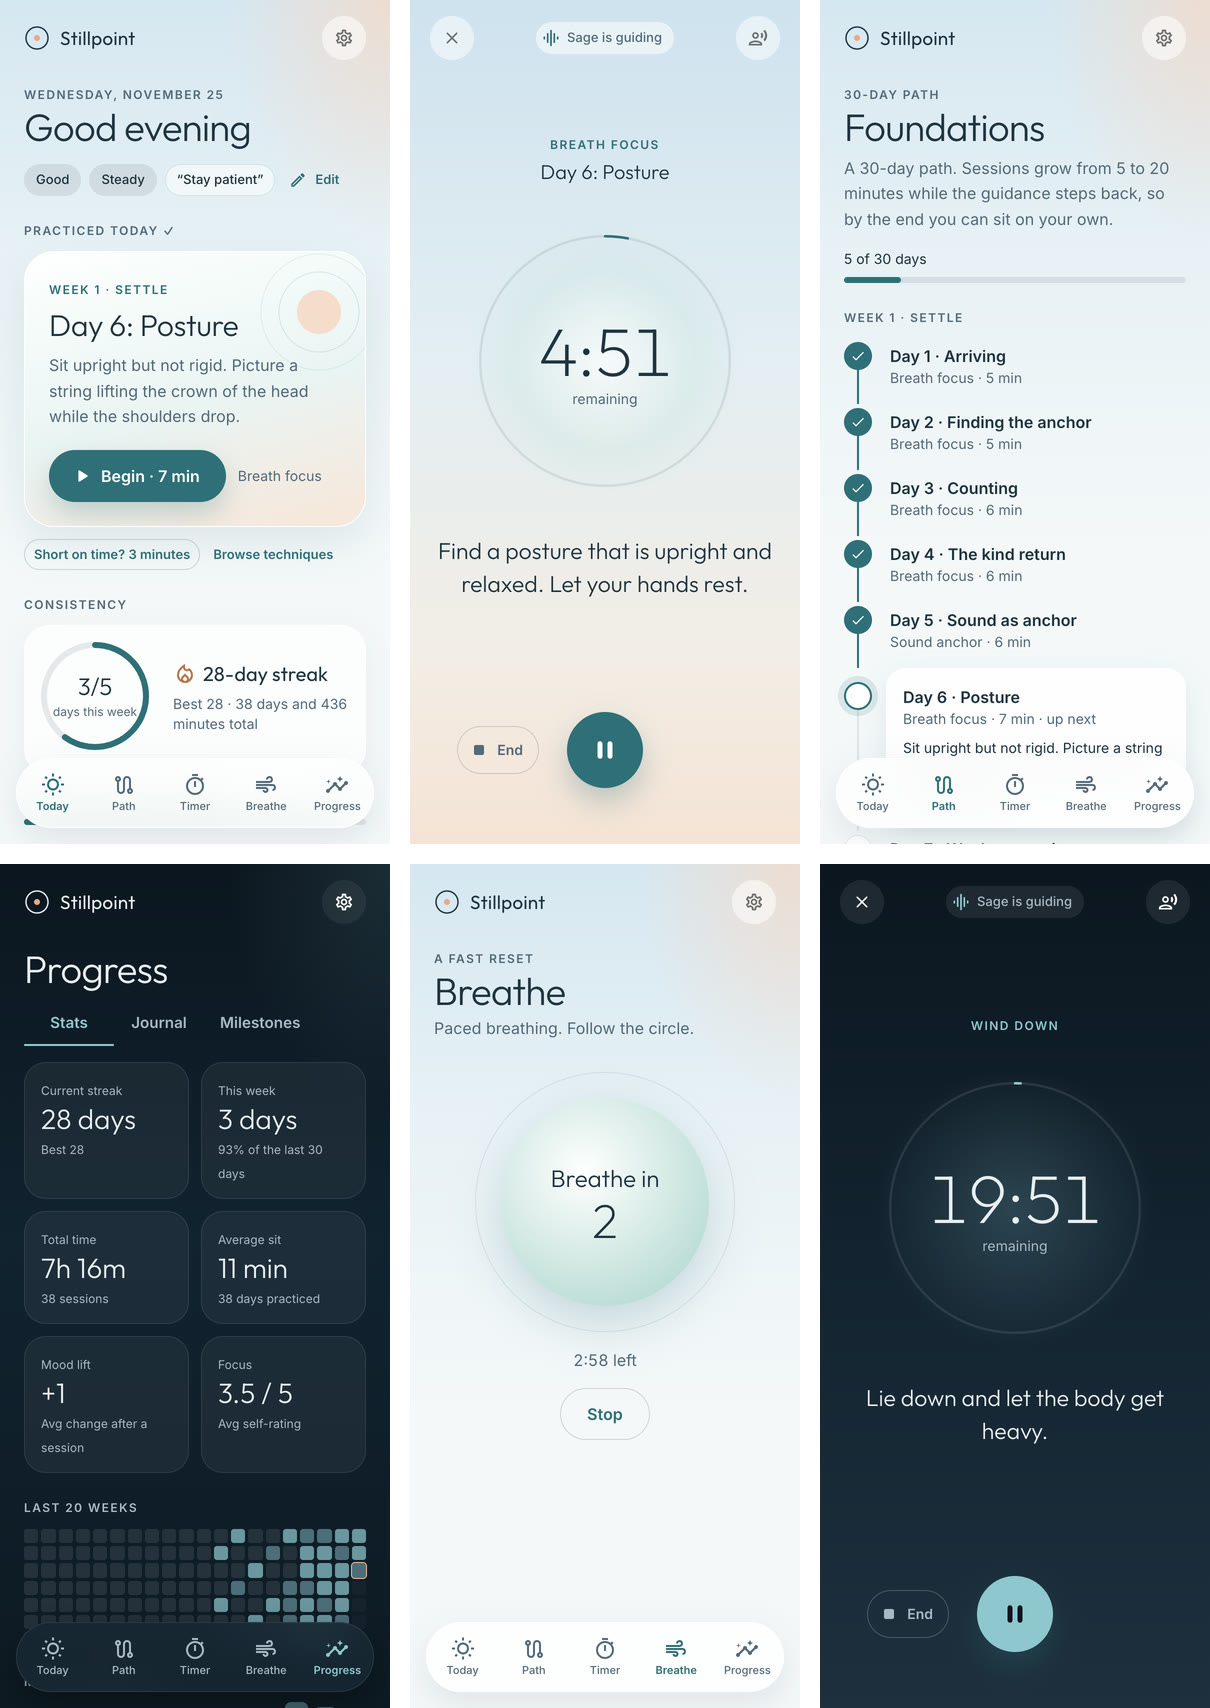 Stillpoint
WEDNESDAY, NOVEMBER 25
Good evening
Good
Steady
“Stay patient”
Edit
PRACTICED TODAY ✓
WEEK 1 · SETTLE
Day 6: Posture
Sit upright but not rigid. Picture a
string lifting the crown of the head
while the shoulders drop.
Begin · 7 min
Breath focus
Short on time? 3 minutes
Browse techniques
CONSISTENCY
3/5
days this week
28-day streak
Best 28 · 38 days and 436
minutes total
Today
Path
Timer
Breathe
Progress
Sage is guiding
BREATH FOCUS
Day 6: Posture
4:51
remaining
Find a posture that is upright and
relaxed. Let your hands rest.
End
Stillpoint
30-DAY PATH
Foundations
A 30-day path. Sessions grow from 5 to 20
minutes while the guidance steps back, so
by the end you can sit on your own.
5 of 30 days
WEEK 1 · SETTLE
Day 1 · Arriving
Breath focus · 5 min
Day 2 · Finding the anchor
Breath focus · 5 min
Day 3 · Counting
Breath focus · 6 min
Day 4 · The kind return
Breath focus · 6 min
Day 5 · Sound as anchor
Sound anchor · 6 min
Day 6 · Posture
Breath focus · 7 min · up next
Sit upright but not rigid. Picture a string
Today
Path
Timer
Breathe
Progress
Stillpoint
Progress
Stats
Journal
Milestones
Current streak
28 days
Best 28
This week
3 days
93% of the last 30
days
Total time
7h 16m
38 sessions
Average sit
11 min
38 days practiced
Mood lift
+1
Avg change after a
session
Focus
3.5 / 5
Avg self-rating
LAST 20 WEEKS
Today
Path
Timer
Breathe
Progress
Stillpoint
A FAST RESET
Breathe
Paced breathing. Follow the circle.
Breathe in
2
2:58 left
Stop
Today
Path
Timer
Breathe
Progress
Sage is guiding
WIND DOWN
19:51
remaining
Lie down and let the body get
heavy.
End